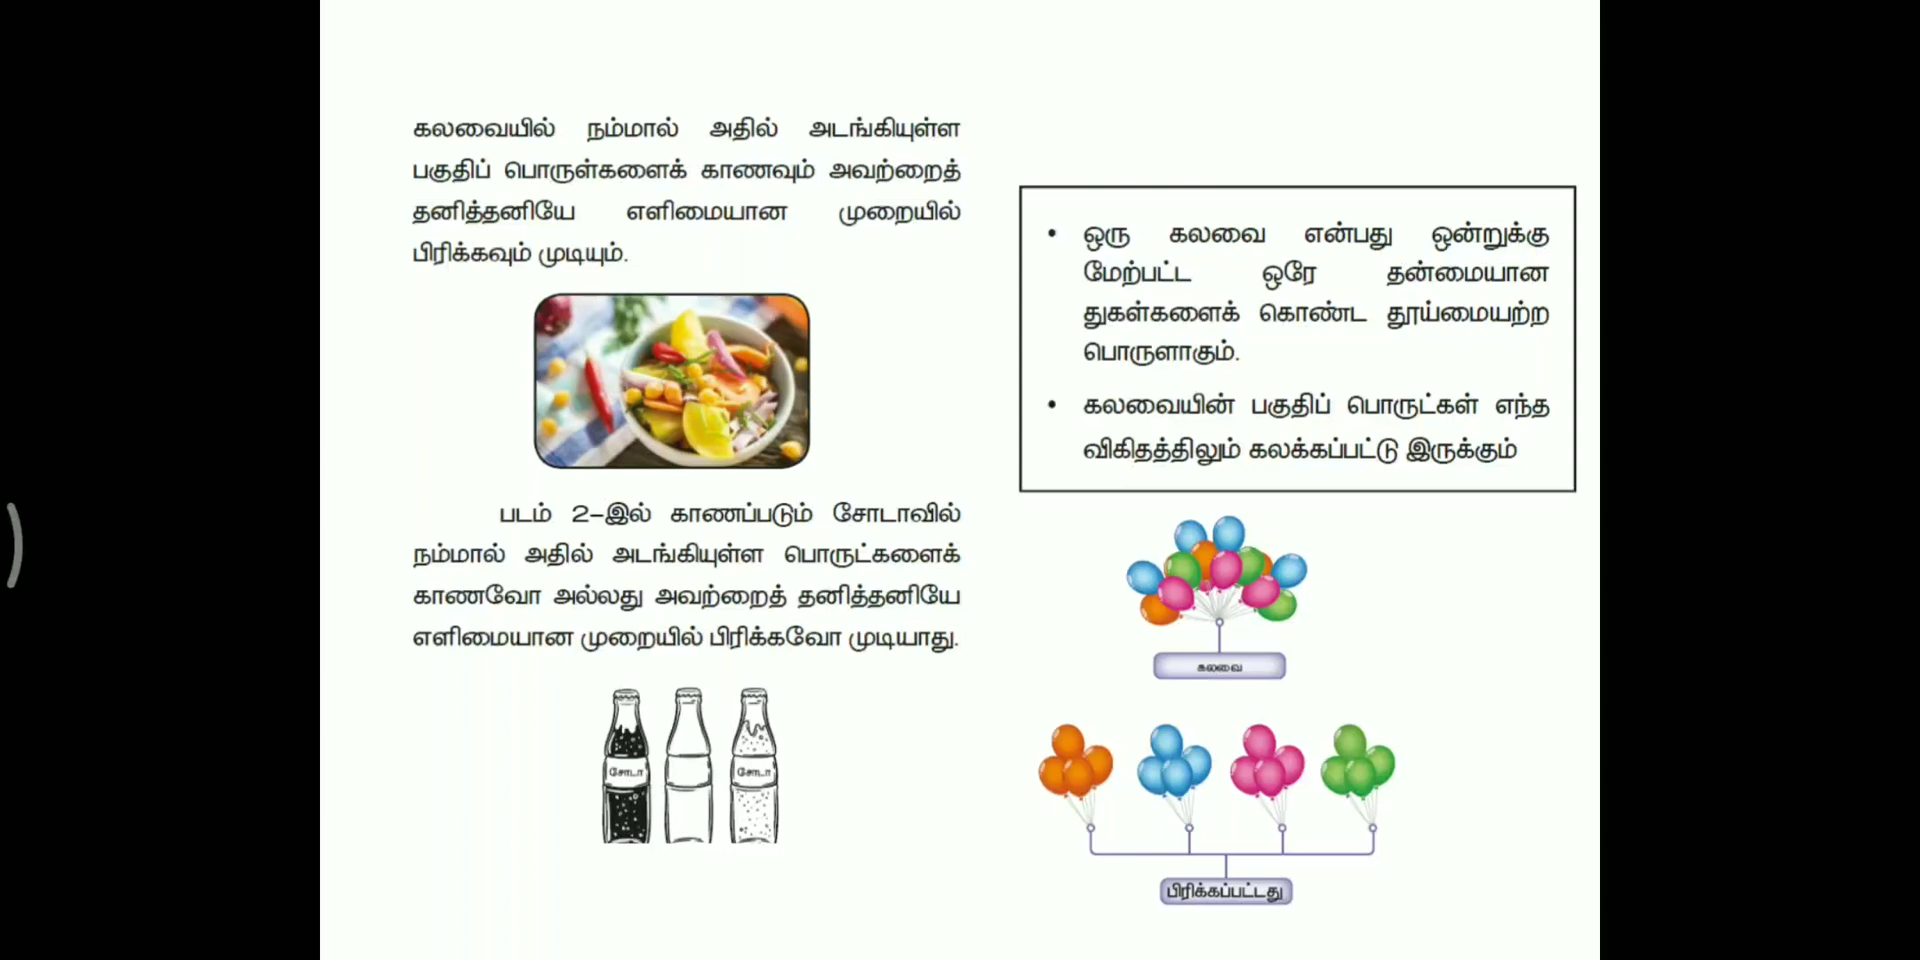 கலவையில் நம்மால் அதில் அடங்கியுள்ள
பகுதிப் பொருள்களைக் காணவும் அவற்றைத்
தனித்தனியே எளிமையான முறையில்
பிரிக்கவும் முடியும்.
படம் 2-இல் காணப்படும் சோடாவில்
நம்மால் அதில் அடங்கியுள்ள பொருட்களைக்
காணவோ அல்லது அவற்றைத் தனித்தனியே
எளிமையான முறையில் பிரிக்கவோ முடியாது.
சோடா
சோடா
• ஒரு கலவை என்பது ஒன்றுக்கு
மேற்பட்ட ஒரே தன்மையான
துகள்களைக் கொண்ட தூய்மையற்ற
பொருளாகும்.
• கலவையின் பகுதிப் பொருட்கள் எந்த
விகிதத்திலும் கலக்கப்பட்டு இருக்கும்
கலவை
பிரிக்கப்பட்டது